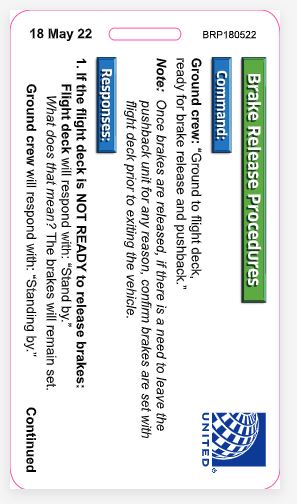 18 May 22
BRP180522
Brake Release Procedures
UNITED
Command:
Ground crew: “Ground to flight deck,
ready for brake release and pushback.”
Note: Once brakes are released, if there is a need to leave the
pushback unit for any reason, confirm brakes are set with
flight deck prior to exiting the vehicle.
Responses:
1. If the flight deck is NOT READY to release brakes:
Flight deck will respond with: “Stand by.”
What does that mean? The brakes will remain set.
Ground crew will respond with: “Standing by.”
Continued